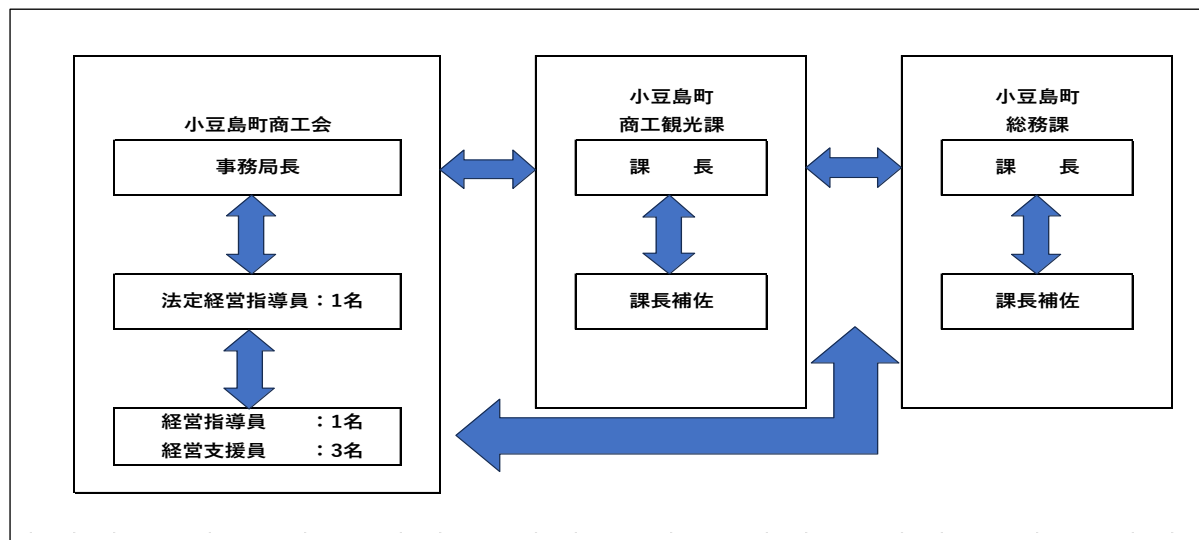 小豆島町商工会
事務局長
法定経営指導員:1名
経営指導員 :1名
経営支援員 :3名
小豆島町
商工観光課
課 長
課長補佐
小豆島町
総務課
課 長
課長補佐